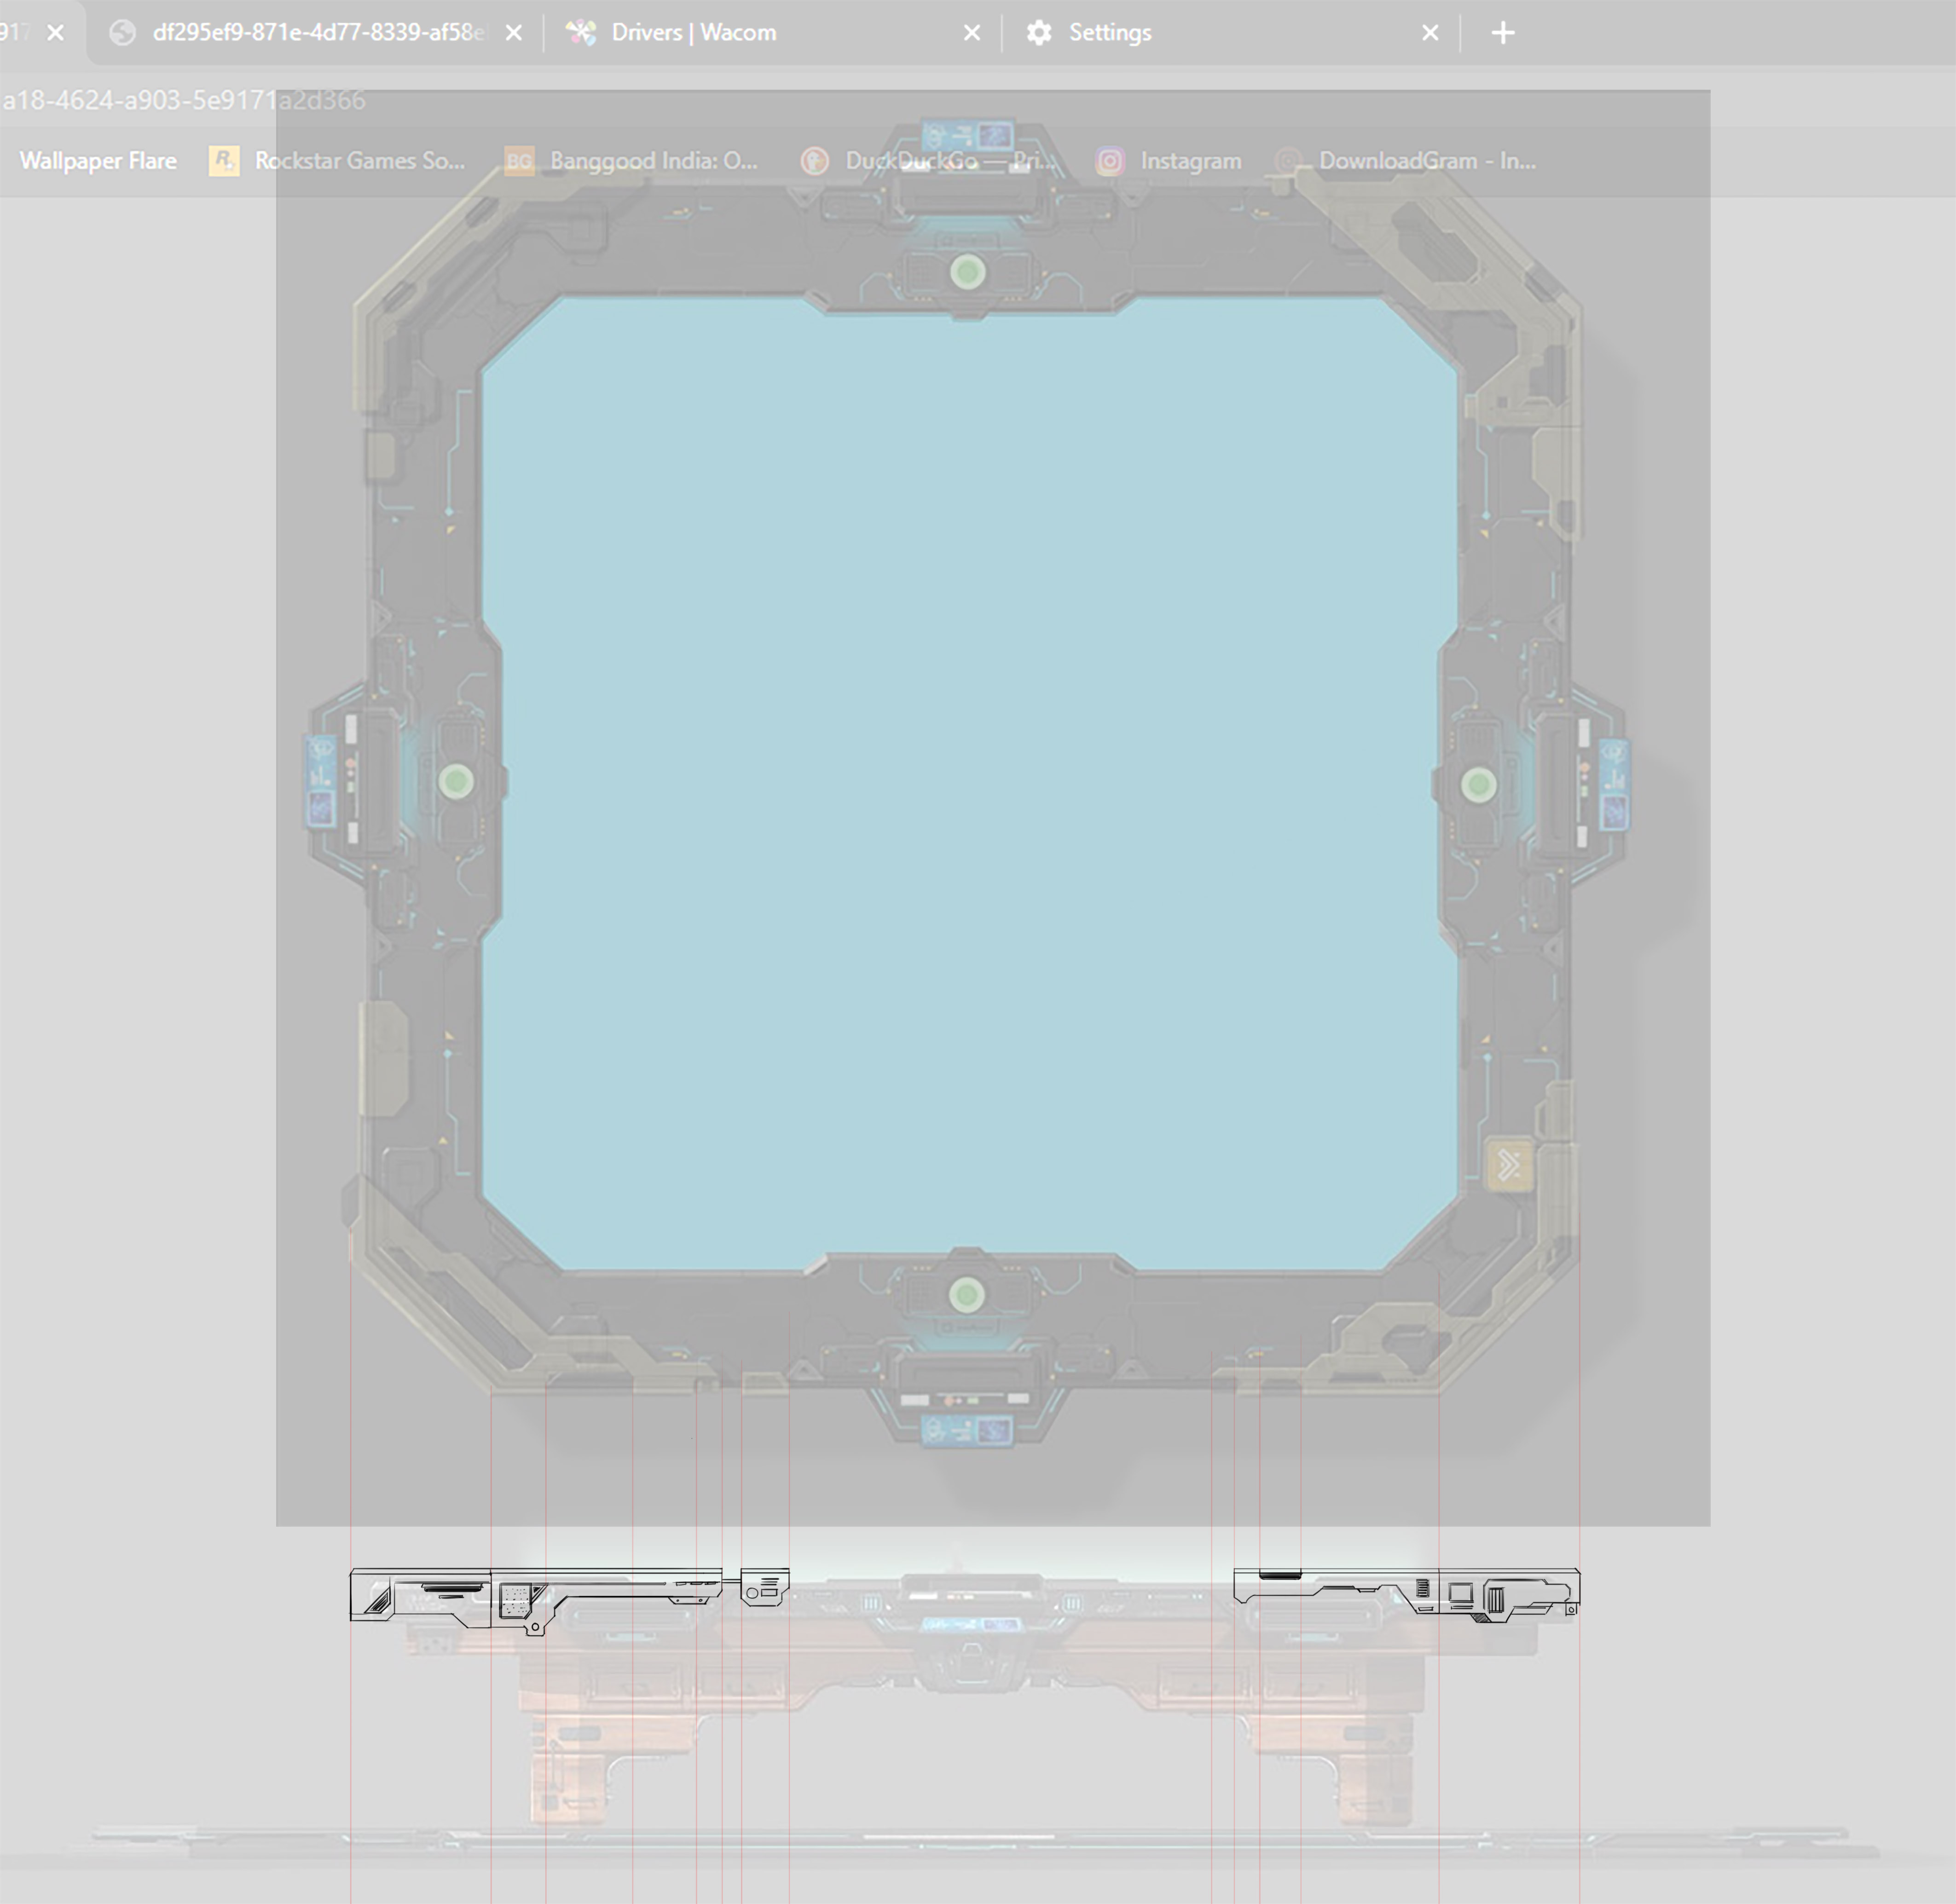 917 df295ef9-871e-4d77-8339-af58e Drivers | Wacom Settings
a18-4624-a903-5e9171a2d366
Wallpaper Flare Rockstar Games So... BG Banggood India: O... DuckDuckGo — Pri... Instagram DownloadGram - In...